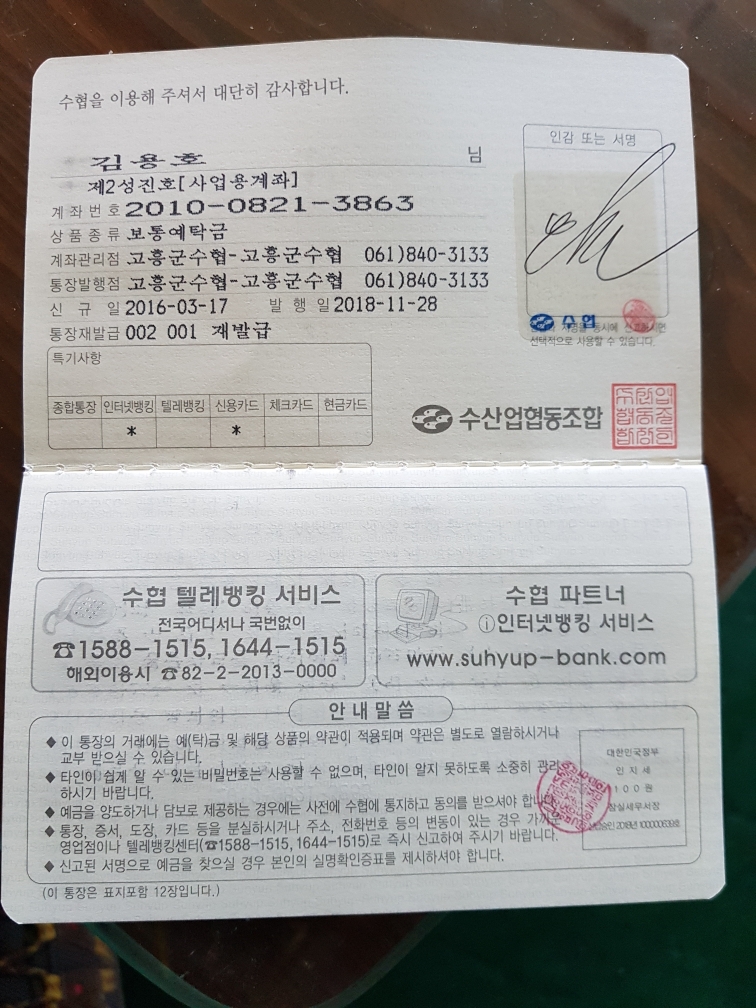 수협을 이용해 주셔서 대단히 감사합니다.
김용호 님
제2성진호[사업용계좌]
계좌번호 2010-0821-3863
상품종류 보통예탁금
계좌관리점 고흥군수협-고흥군수협 061)840-3133
통장발행점 고흥군수협-고흥군수협 061)840-3133
신규일 2016-03-17 발행일 2018-11-28
통장재발급 002 001 재발급
특기사항
종합통장 인터넷뱅킹 텔레뱅킹 신용카드 체크카드 현금카드
* *
인감 또는 서명
수협
선택적으로 사용할 수 있습니다.
수산업협동조합
수협 텔레뱅킹 서비스
전국어디서나 국번없이
☎1588-1515, 1644-1515
해외이용시 ☎82-2-2013-0000
수협 파트너
ⓘ인터넷뱅킹 서비스
www.suhyup-bank.com
안내말씀
◆ 이 통장의 거래에는 예(탁)금 및 해당 상품의 약관이 적용되며 약관은 별도로 열람하시거나
교부 받으실 수 있습니다.
◆ 타인이 쉽게 알 수 있는 비밀번호는 사용할 수 없으며, 타인이 알지 못하도록 소중히 관리
하시기 바랍니다.
◆ 예금을 양도하거나 담보로 제공하는 경우에는 사전에 수협에 통지하고 동의를 받으셔야 합
◆ 통장, 증서, 도장, 카드 등을 분실하시거나 주소, 전화번호 등의 변동이 있는 경우 가까운
영업점이나 텔레뱅킹센터(☎1588-1515, 1644-1515)로 즉시 신고하여 주시기 바랍니다.
◆ 신고된 서명으로 예금을 찾으실 경우 본인의 실명확인증표를 제시하셔야 합니다.
대한민국정부
인지세
100원
잠실세무서장
(이 통장은 표지포함 12장입니다.)